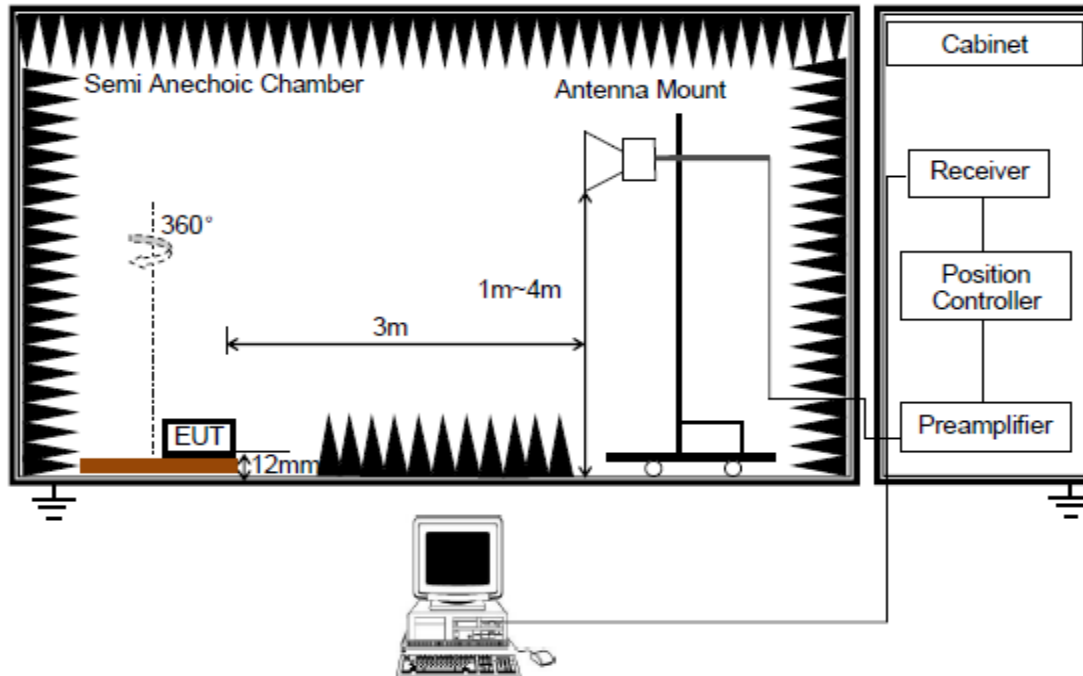 Cabinet
Semi Anechoic Chamber
Antenna Mount
Receiver
360°
1m~4m
Position
Controller
3m
EUT
12mm
Preamplifier